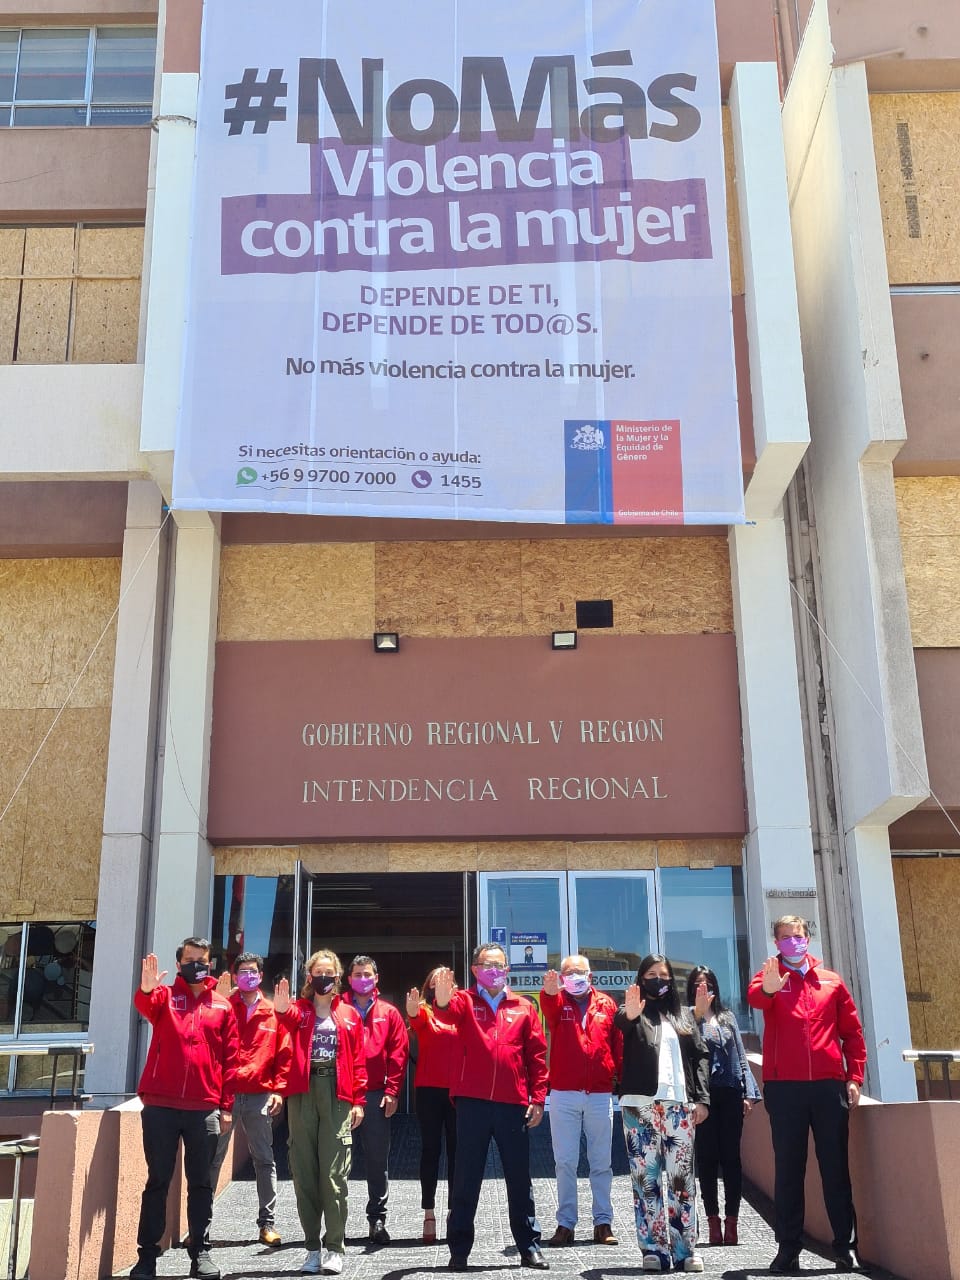 #NoMás
Violencia
contra la mujer
DEPENDE DE TI,
DEPENDE DE TOD@S.
No más violencia contra la mujer.
Si necesitas orientación o ayuda:
+56 9 9700 7000 1455
Ministerio de
la Mujer y la
Equidad de
Género
Gobierno de Chile
GOBIERNO REGIONAL V REGION
INTENDENCIA REGIONAL